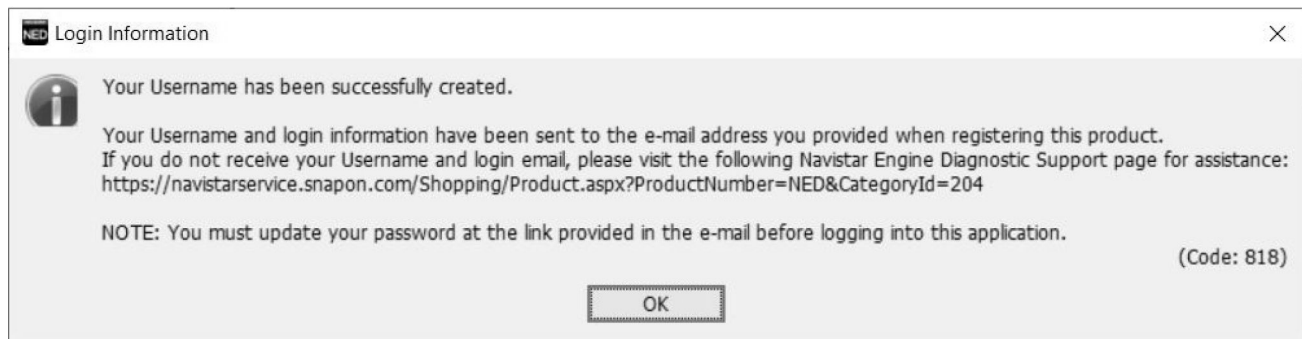 NED Login Information
Your Username has been successfully created.
Your Username and login information have been sent to the e-mail address you provided when registering this product.
If you do not receive your Username and login email, please visit the following Navistar Engine Diagnostic Support page for assistance:
https://navistarservice.snapon.com/Shopping/Product.aspx?ProductNumber=NED&CategoryId=204
NOTE: You must update your password at the link provided in the e-mail before logging into this application.
(Code: 818)
OK